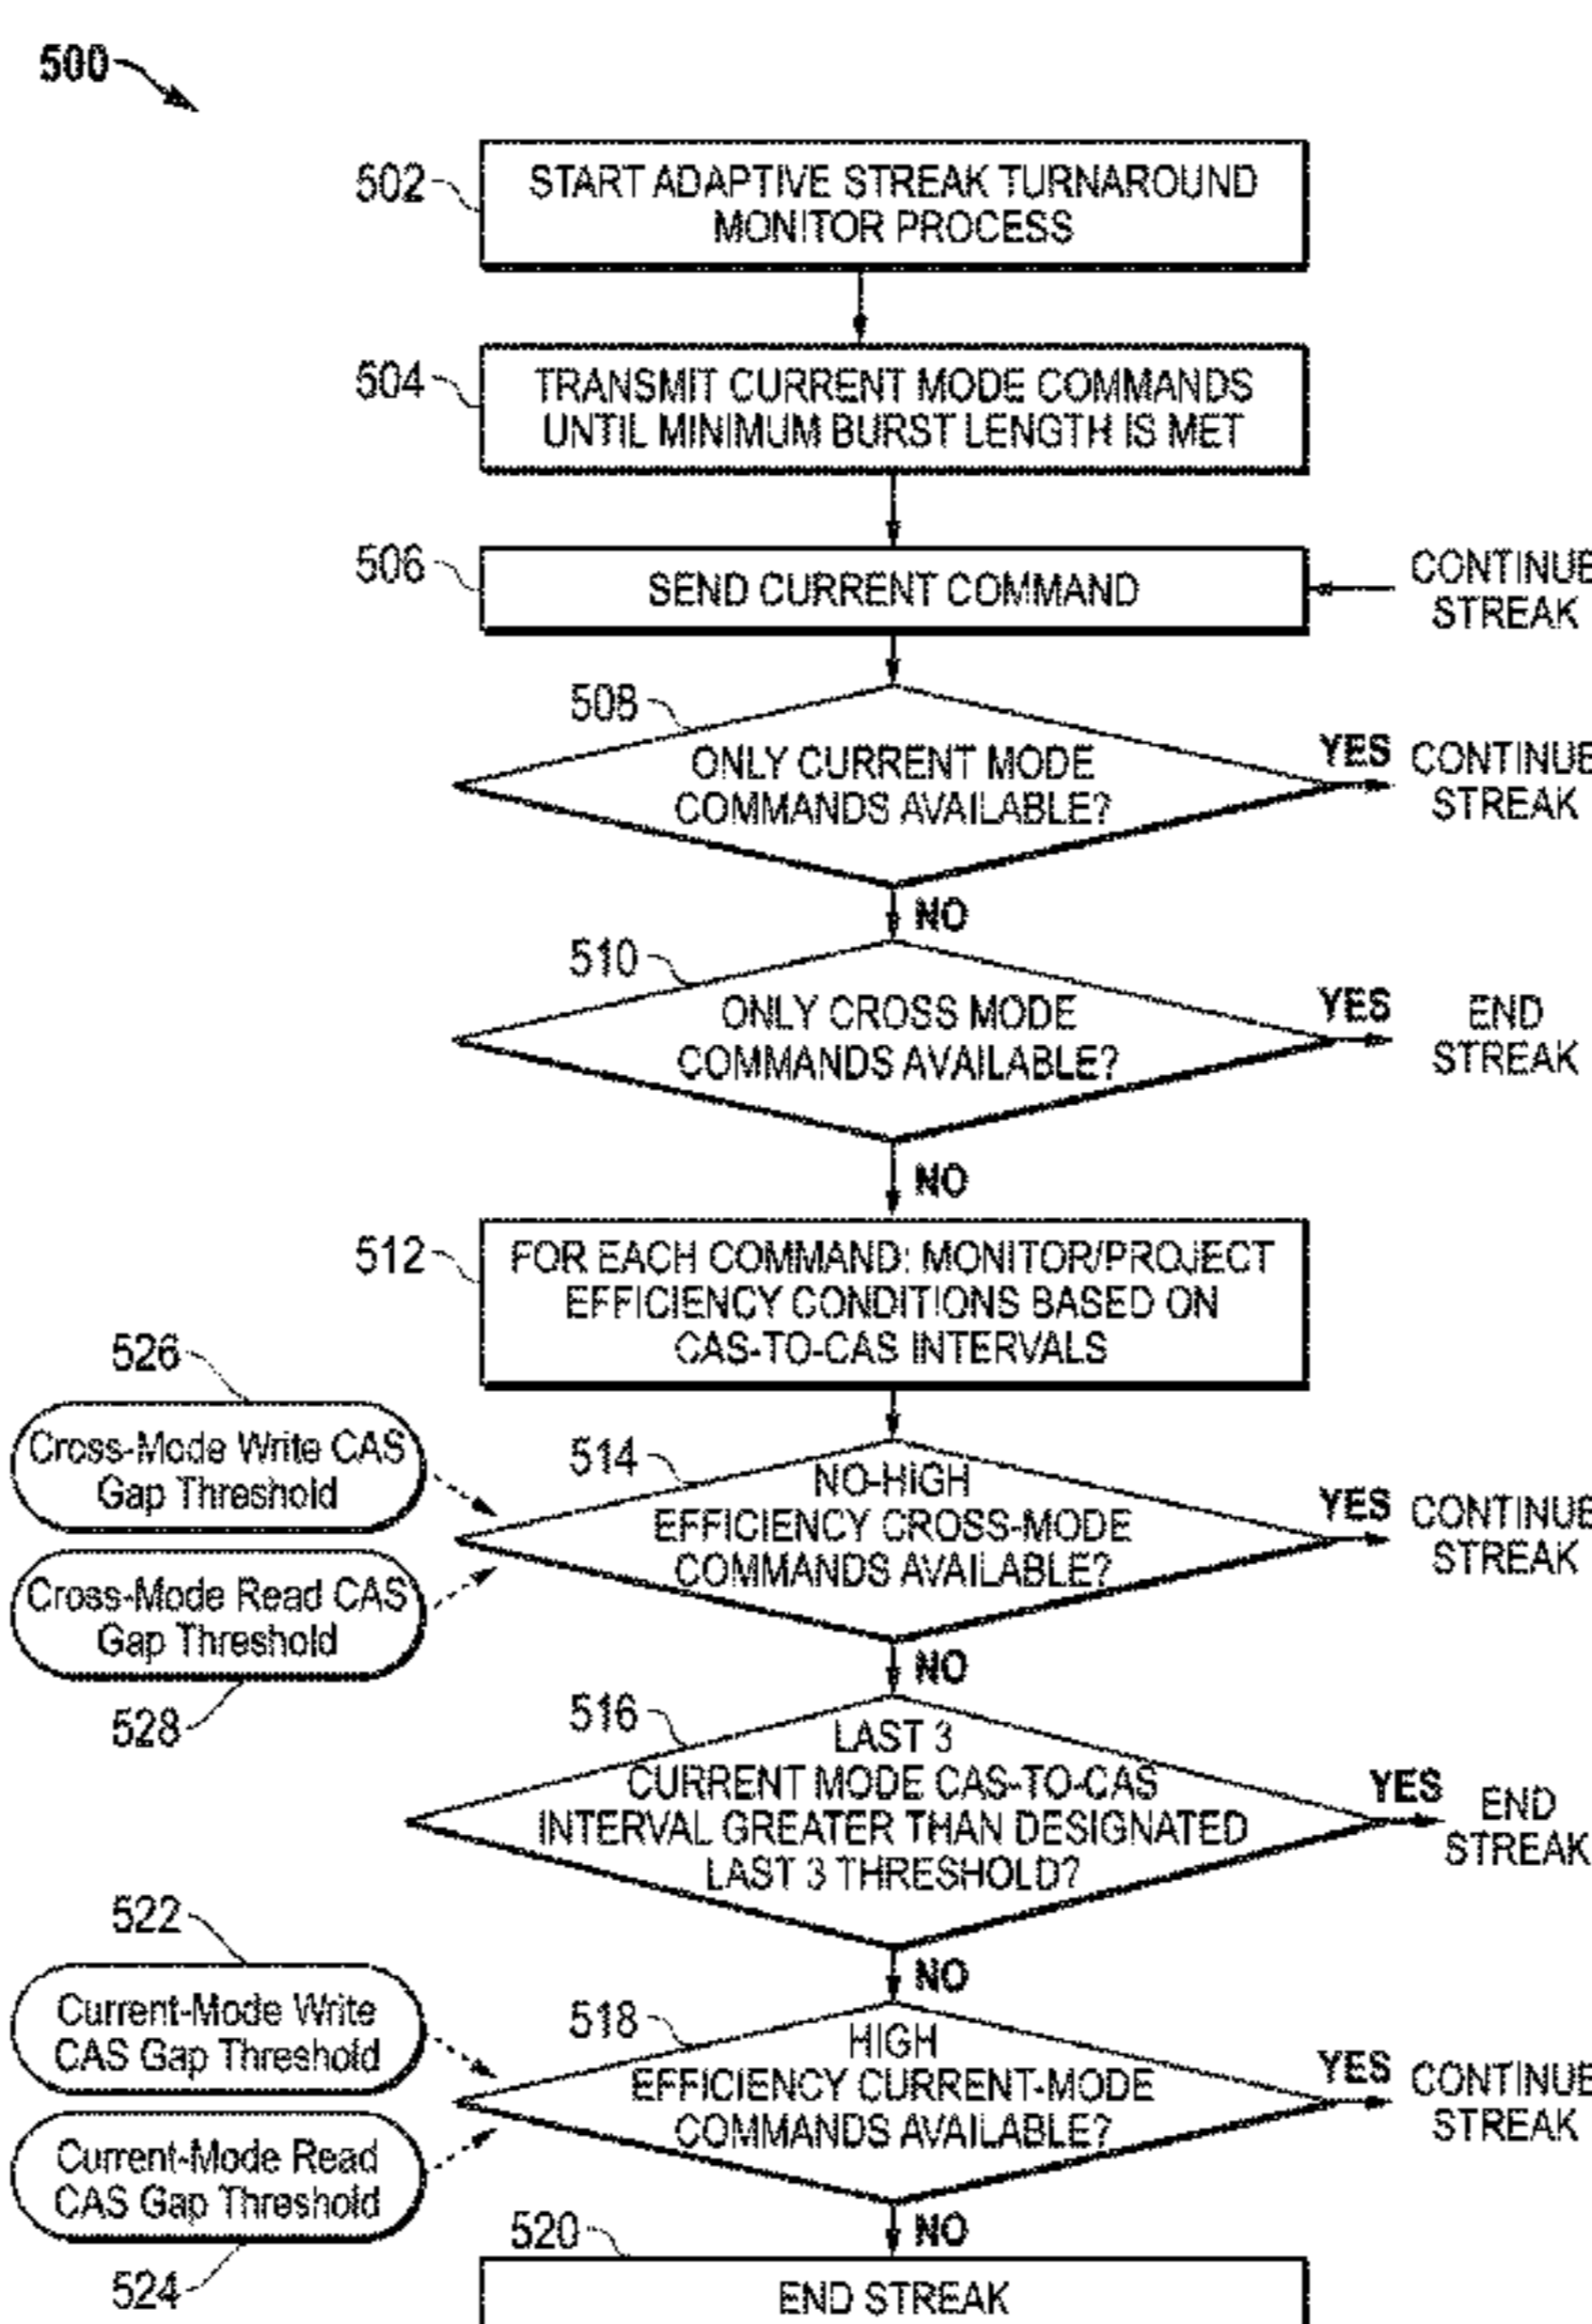 500
502
START ADAPTIVE STREAK TURNAROUND
MONITOR PROCESS
504
TRANSMIT CURRENT MODE COMMANDS
UNTIL MINIMUM BURST LENGTH IS MET
506
SEND CURRENT COMMAND
CONTINUE
STREAK
508
ONLY CURRENT MODE
COMMANDS AVAILABLE?
YES
CONTINUE
STREAK
NO
510
ONLY CROSS MODE
COMMANDS AVAILABLE?
YES
END
STREAK
NO
512
FOR EACH COMMAND: MONITOR/PROJECT
EFFICIENCY CONDITIONS BASED ON
CAS-TO-CAS INTERVALS
526
Cross-Mode Write CAS
Gap Threshold
Cross-Mode Read CAS
Gap Threshold
528
514
NO-HIGH
EFFICIENCY CROSS-MODE
COMMANDS AVAILABLE?
YES
CONTINUE
STREAK
NO
516
LAST 3
CURRENT MODE CAS-TO-CAS
INTERVAL GREATER THAN DESIGNATED
LAST 3 THRESHOLD?
YES
END
STREAK
NO
522
Current-Mode Write
CAS Gap Threshold
Current-Mode Read
CAS Gap Threshold
524
518
HIGH
EFFICIENCY CURRENT-MODE
COMMANDS AVAILABLE?
YES
CONTINUE
STREAK
NO
520
END STREAK